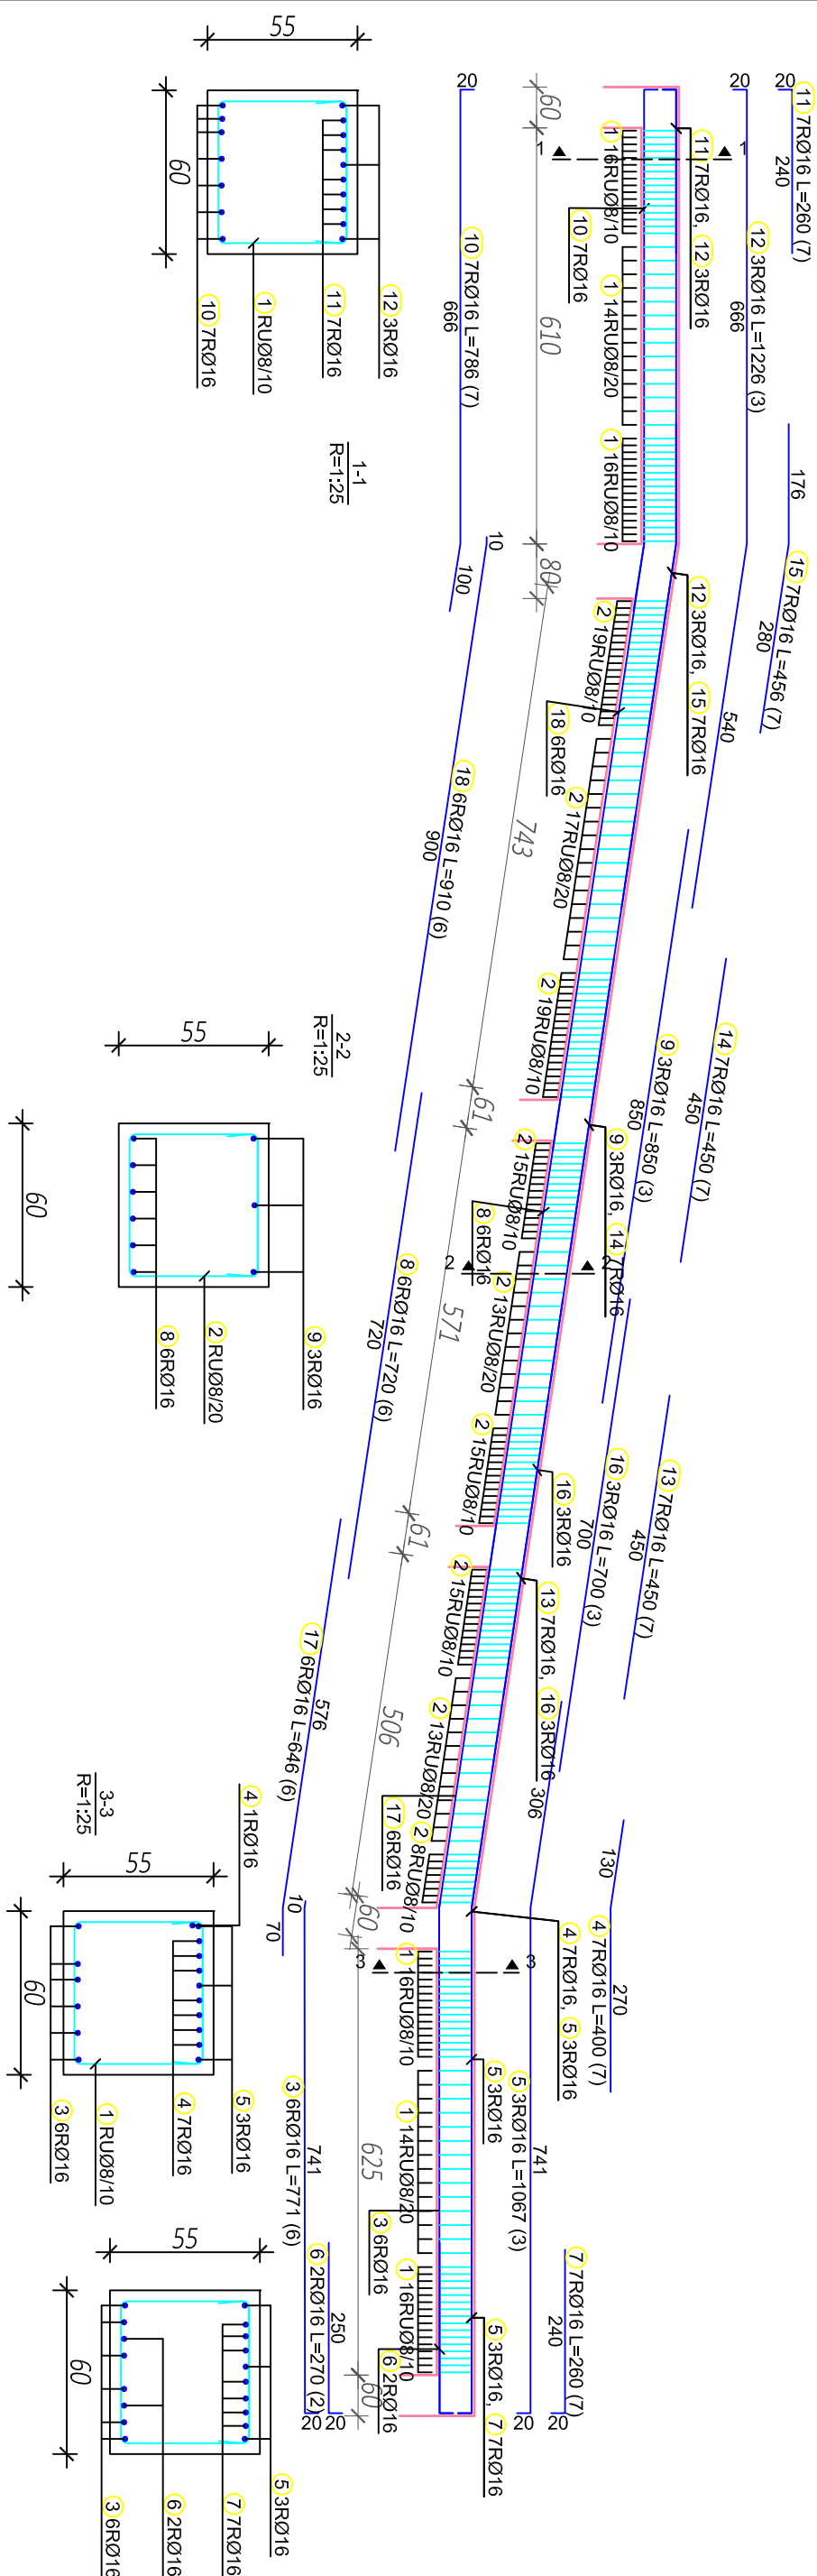 20
11 7RØ16 L=260 (7)
240
20
12 3RØ16 L=1226 (3)
666
540
176
15 7RØ16 L=456 (7)
280
9 3RØ16 L=850 (3)
850
14 7RØ16 L=450 (7)
450
16 3RØ16 L=700 (3)
700
13 7RØ16 L=450 (7)
450
306
5 3RØ16 L=1067 (3)
741
20
130
4 7RØ16 L=400 (7)
270
7 7RØ16 L=260 (7)
240
20
11 7RØ16, 12 3RØ16
12 3RØ16, 15 7RØ16
9 3RØ16, 14 7RØ16
16 3RØ16
13 7RØ16, 16 3RØ16
4 7RØ16, 5 3RØ16
5 3RØ16
5 3RØ16, 7 7RØ16
1
1
2
2
3
3
1 16RUØ8/10
1 14RUØ8/20
1 16RUØ8/10
2 19RUØ8/10
2 17RUØ8/20
2 19RUØ8/10
2 15RUØ8/10
2 13RUØ8/20
2 15RUØ8/10
2 15RUØ8/10
2 13RUØ8/20
2 8RUØ8/10
1 16RUØ8/10
1 14RUØ8/20
1 16RUØ8/10
10 7RØ16
18 6RØ16
8 6RØ16
17 6RØ16
3 6RØ16
6 2RØ16
60
610
80
743
61
571
61
506
60
625
60
20
10 7RØ16 L=786 (7)
666
100
10
18 6RØ16 L=910 (6)
900
8 6RØ16 L=720 (6)
720
576
17 6RØ16 L=646 (6)
70
10
741
3 6RØ16 L=771 (6)
20
250
6 2RØ16 L=270 (2)
20
1-1
R=1:25
55
60
12 3RØ16
11 7RØ16
1 RUØ8/10
10 7RØ16
2-2
R=1:25
55
60
9 3RØ16
2 RUØ8/20
8 6RØ16
3-3
R=1:25
4 1RØ16
55
60
5 3RØ16
4 7RØ16
1 RUØ8/10
3 6RØ16
55
60
5 3RØ16
7 7RØ16
6 2RØ16
3 6RØ16